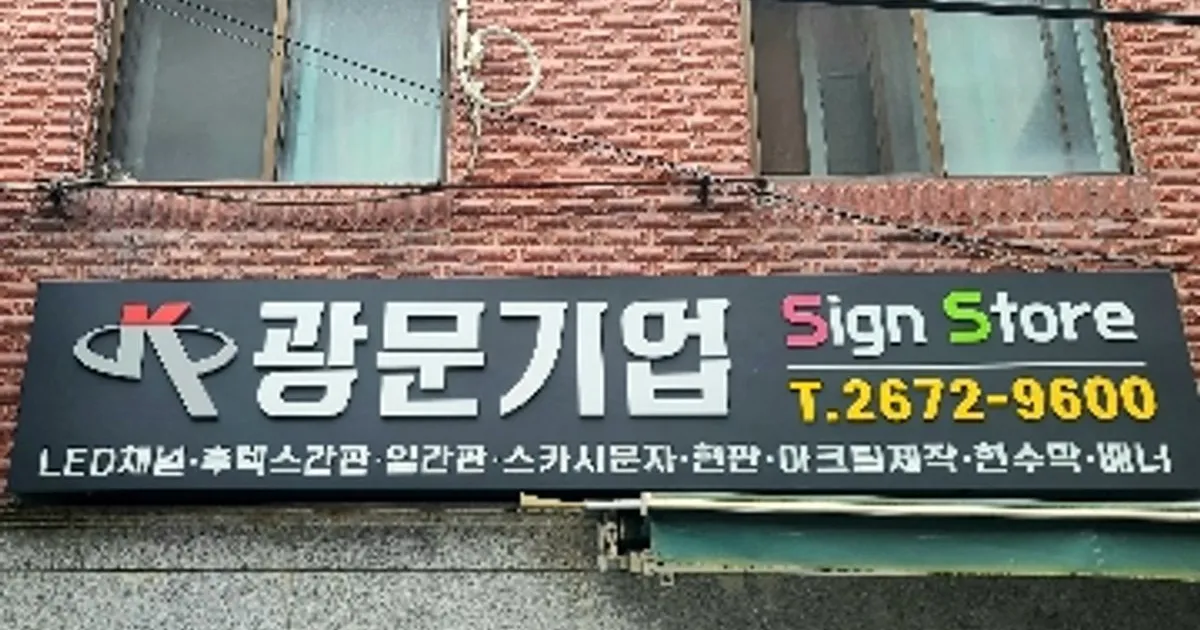 K 광문기업
Sign Store
T.2672-9600
LED채널·후렉스간판·일간판·스카시문자·현판·아크릴제작·현수막·배너